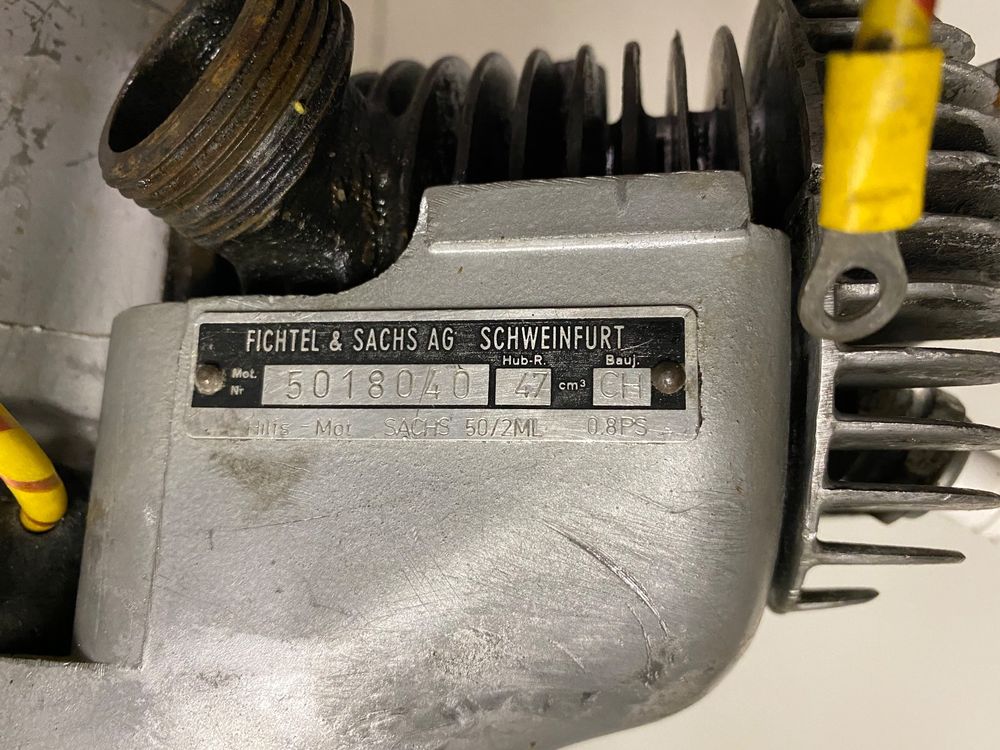 FICHTEL & SACHS AG SCHWEINFURT
Mot. Nr 5018040 Hub-R. 47 cm³ Bauj. CH
Hilfs - Mot SACHS 50/2ML 0.8PS